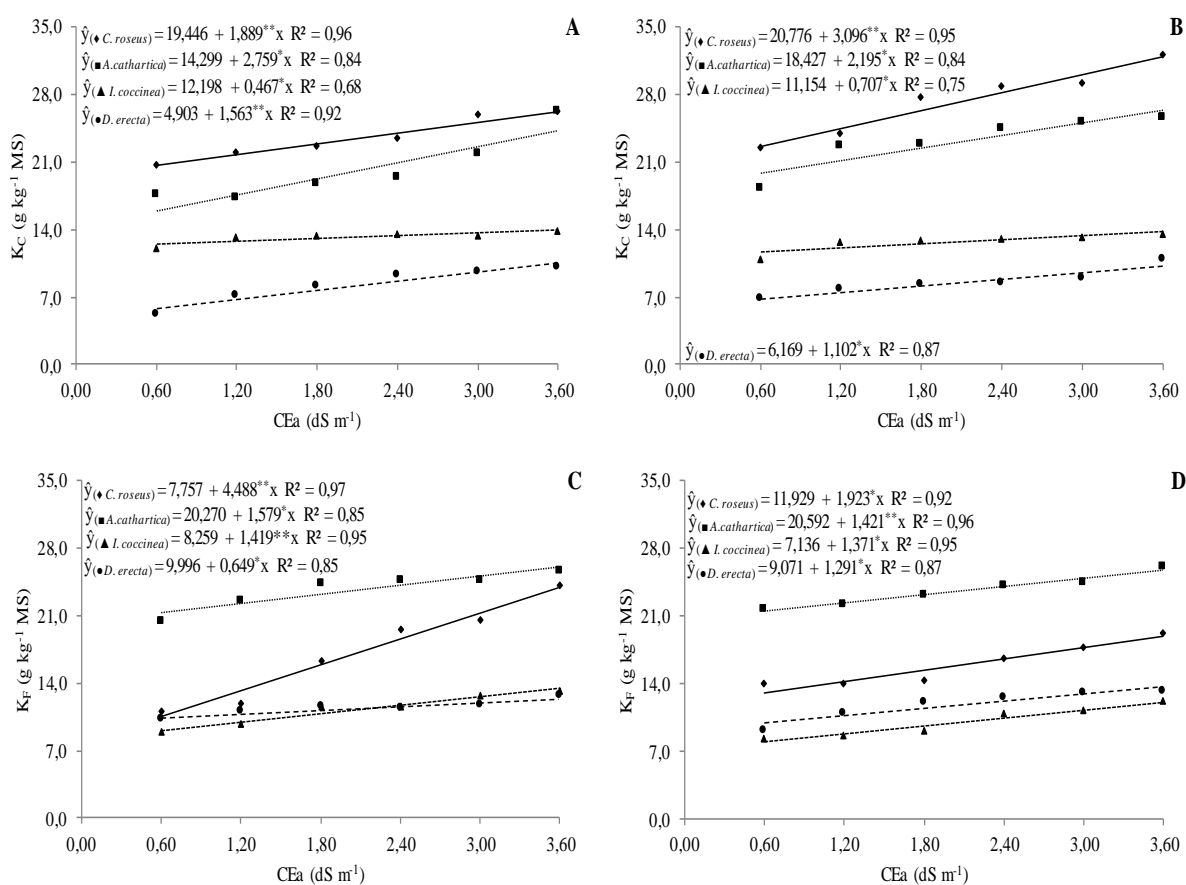 A
ŷ(♦ C. roseus) = 19,446 + 1,889**x R² = 0,96
ŷ(■ A.cathartica) = 14,299 + 2,759*x R² = 0,84
ŷ(▲ I. coccinea) = 12,198 + 0,467*x R² = 0,68
ŷ(● D. erecta) = 4,903 + 1,563**x R² = 0,92
35,0
28,0
21,0
14,0
7,0
0,0
K_C (g kg⁻¹ MS)
0,00 0,60 1,20 1,80 2,40 3,00 3,60
CEa (dS m⁻¹)
B
ŷ(♦ C. roseus) = 20,776 + 3,096**x R² = 0,95
ŷ(■ A.cathartica) = 18,427 + 2,195*x R² = 0,84
ŷ(▲ I. coccinea) = 11,154 + 0,707*x R² = 0,75
ŷ(● D. erecta) = 6,169 + 1,102*x R² = 0,87
35,0
28,0
21,0
14,0
7,0
0,0
K_C (g kg⁻¹ MS)
0,00 0,60 1,20 1,80 2,40 3,00 3,60
CEa (dS m⁻¹)
C
ŷ(♦ C. roseus) = 7,757 + 4,488**x R² = 0,97
ŷ(■ A.cathartica) = 20,270 + 1,579*x R² = 0,85
ŷ(▲ I. coccinea) = 8,259 + 1,419**x R² = 0,95
ŷ(● D. erecta) = 9,996 + 0,649*x R² = 0,85
35,0
28,0
21,0
14,0
7,0
0,0
K_F (g kg⁻¹ MS)
0,00 0,60 1,20 1,80 2,40 3,00 3,60
CEa (dS m⁻¹)
D
ŷ(♦ C. roseus) = 11,929 + 1,923*x R² = 0,92
ŷ(■ A.cathartica) = 20,592 + 1,421**x R² = 0,96
ŷ(▲ I. coccinea) = 7,136 + 1,371*x R² = 0,95
ŷ(● D. erecta) = 9,071 + 1,291*x R² = 0,87
35,0
28,0
21,0
14,0
7,0
0,0
K_F (g kg⁻¹ MS)
0,00 0,60 1,20 1,80 2,40 3,00 3,60
CEa (dS m⁻¹)